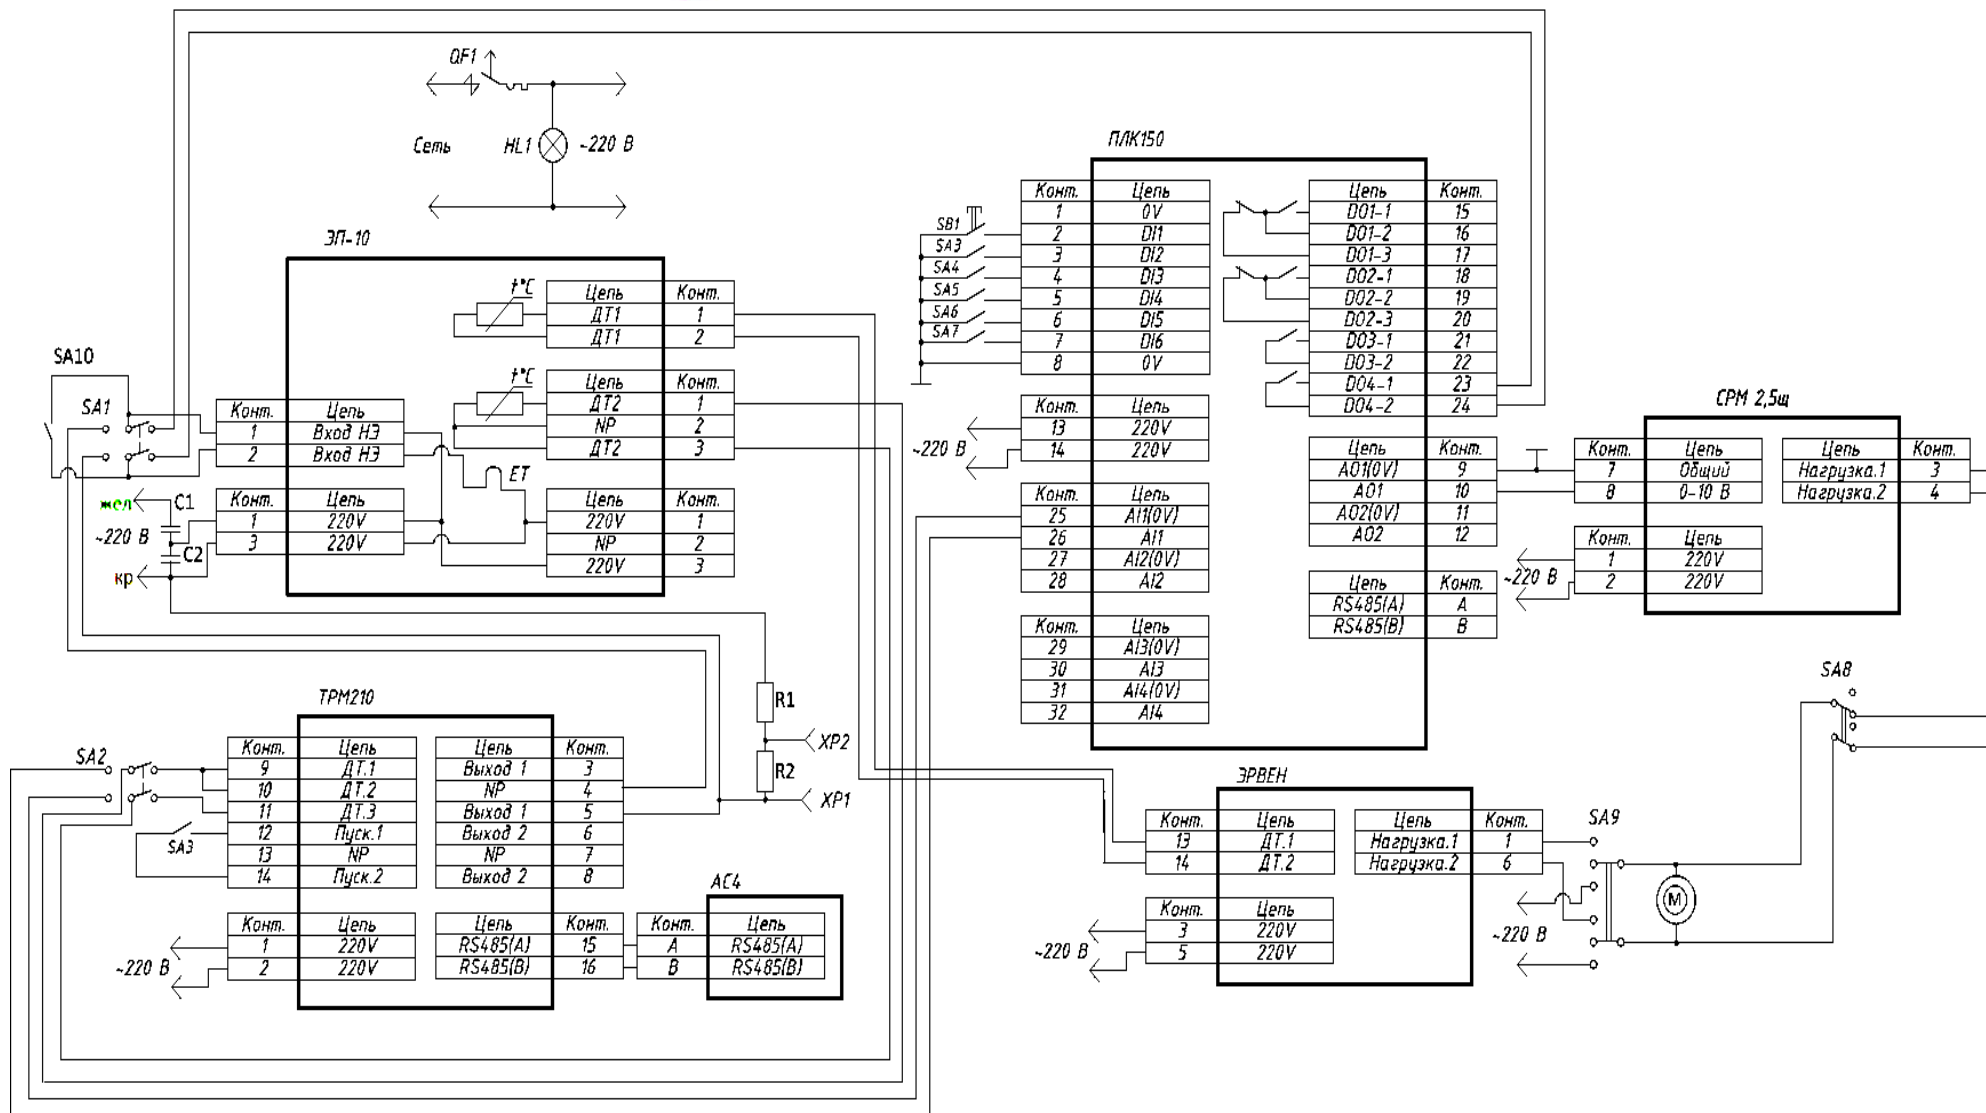 QF1
Сеть
HL1
~220 В
ЭП-10
t°C
Цепь Конт.
ДТ1 1
ДТ1 2
t°C
Цепь Конт.
ДТ2 1
NP 2
ДТ2 3
SA10
SA1
Конт. Цепь
1 Вход НЭ
2 Вход НЭ
ET
жел
C1
~220 В
C2
кр
Конт. Цепь
1 220V
3 220V
Цепь Конт.
220V 1
NP 2
220V 3
ПЛК150
SB1
SA3
SA4
SA5
SA6
SA7
Конт. Цепь
1 0V
2 DI1
3 DI2
4 DI3
5 DI4
6 DI5
7 DI6
8 0V
Цепь Конт.
DO1-1 15
DO1-2 16
DO1-3 17
DO2-1 18
DO2-2 19
DO2-3 20
DO3-1 21
DO3-2 22
DO4-1 23
DO4-2 24
~220 В
Конт. Цепь
13 220V
14 220V
Цепь Конт.
AO1(0V) 9
AO1 10
AO2(0V) 11
AO2 12
Конт. Цепь
25 AI1(0V)
26 AI1
27 AI2(0V)
28 AI2
Цепь Конт.
RS485(A) A
RS485(B) B
Конт. Цепь
29 AI3(0V)
30 AI3
31 AI4(0V)
32 AI4
СРМ 2,5щ
Конт. Цепь
7 Общий
8 0-10 В
Цепь Конт.
Нагрузка.1 3
Нагрузка.2 4
~220 В
Конт. Цепь
1 220V
2 220V
SA8
R1
XP2
R2
XP1
ТРМ210
SA2
SA3
Конт. Цепь
9 ДТ.1
10 ДТ.2
11 ДТ.3
12 Пуск.1
13 NP
14 Пуск.2
Цепь Конт.
Выход 1 3
NP 4
Выход 1 5
Выход 2 6
NP 7
Выход 2 8
~220 В
Конт. Цепь
1 220V
2 220V
Цепь Конт.
RS485(A) 15
RS485(B) 16
АС4
Конт. Цепь
A RS485(A)
B RS485(B)
ЭРВЕН
Конт. Цепь
13 ДТ.1
14 ДТ.2
Цепь Конт.
Нагрузка.1 1
Нагрузка.2 6
~220 В
Конт. Цепь
3 220V
5 220V
SA9
~220 В
M